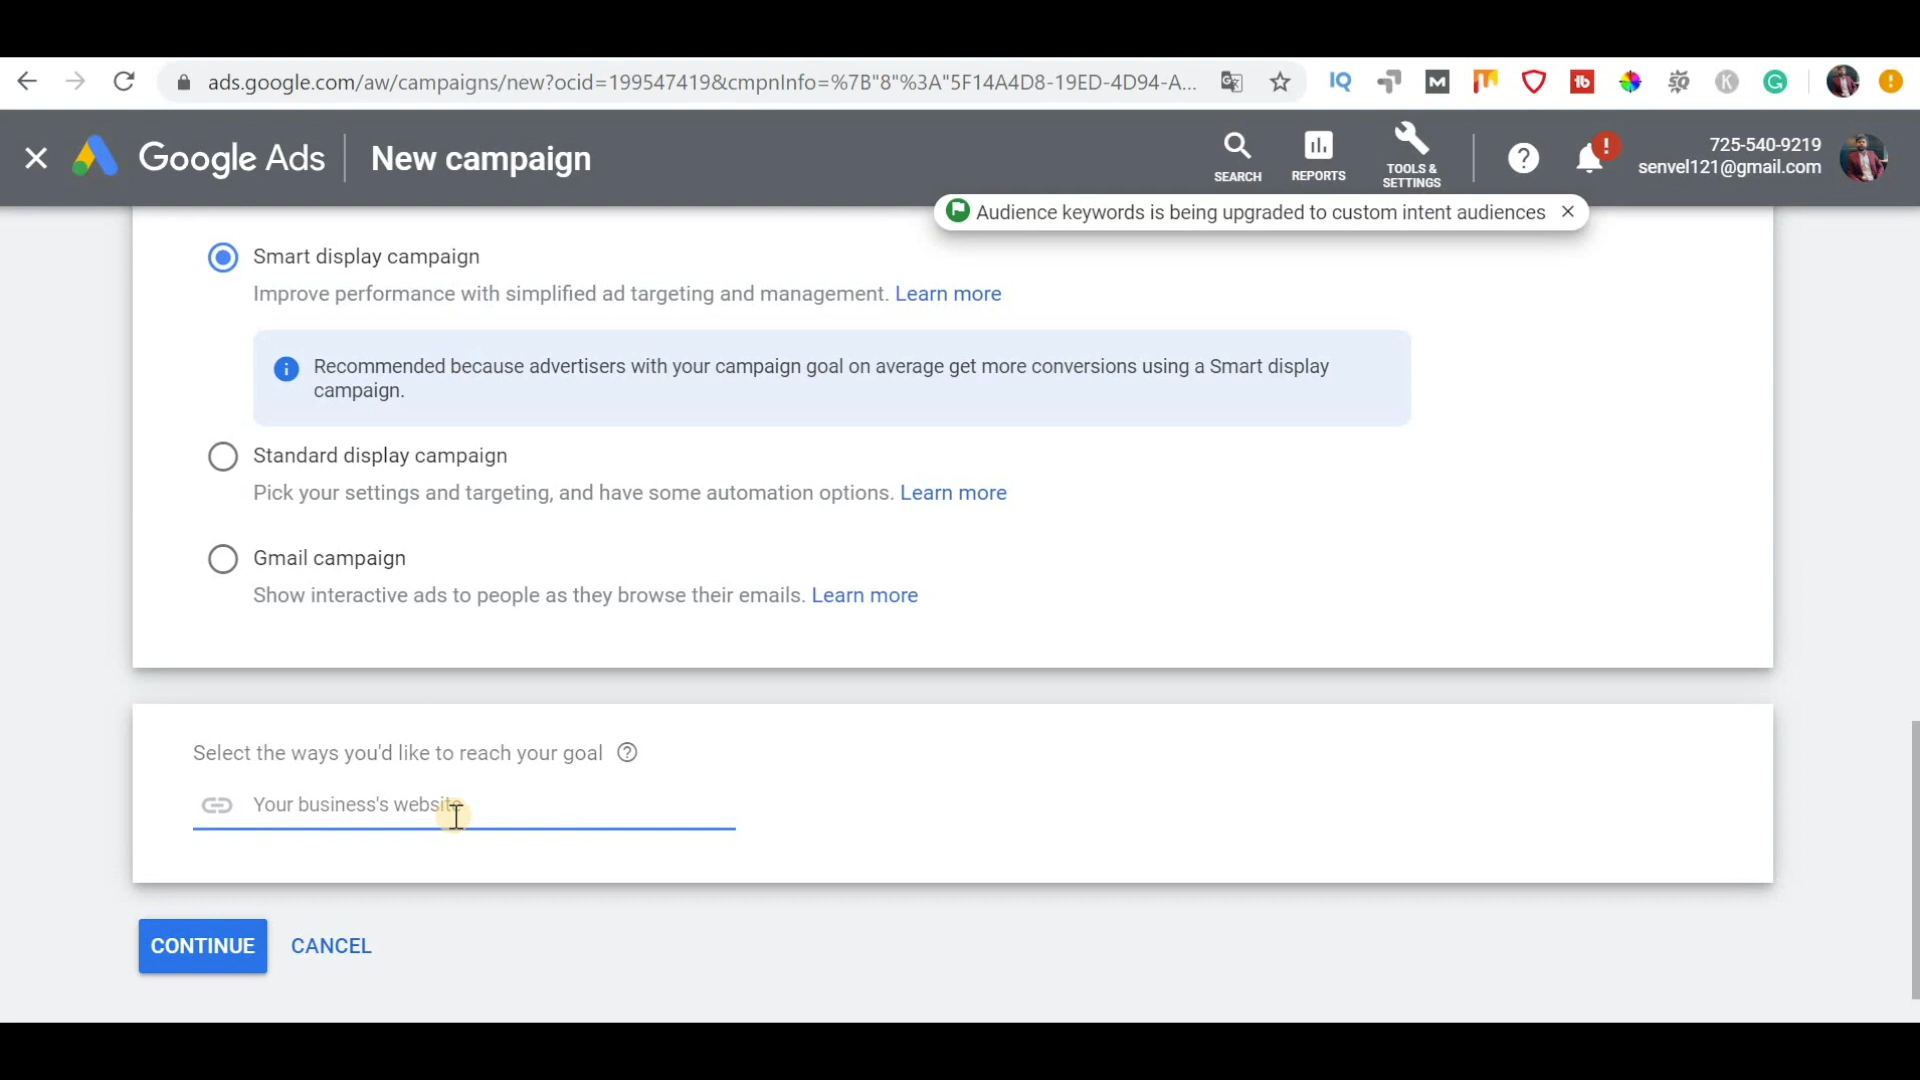 ads.google.com/aw/campaigns/new?ocid=199547419&cmpnInfo=%7B"8"%3A"5F14A4D8-19ED-4D94-A...
IQ
M
tb
K
G
Google Ads
New campaign
SEARCH
REPORTS
TOOLS &
SETTINGS
?
!
725-540-9219
senvel121@gmail.com
Audience keywords is being upgraded to custom intent audiences
Smart display campaign
Improve performance with simplified ad targeting and management. Learn more
Recommended because advertisers with your campaign goal on average get more conversions using a Smart display
campaign.
Standard display campaign
Pick your settings and targeting, and have some automation options. Learn more
Gmail campaign
Show interactive ads to people as they browse their emails. Learn more
Select the ways you'd like to reach your goal ?
Your business's website
CONTINUE
CANCEL